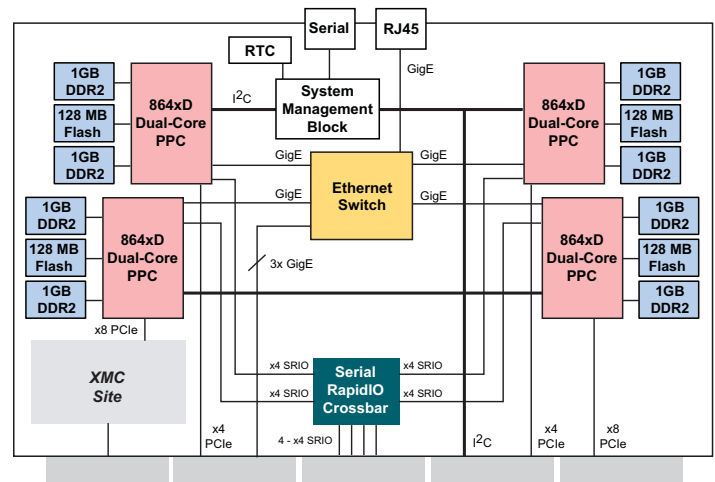 Serial
RJ45
RTC
GigE
1GB
DDR2
128 MB
Flash
1GB
DDR2
864xD
Dual-Core
PPC
I2C
System
Management
Block
864xD
Dual-Core
PPC
1GB
DDR2
128 MB
Flash
1GB
DDR2
GigE
GigE
Ethernet
Switch
GigE
GigE
1GB
DDR2
128 MB
Flash
1GB
DDR2
864xD
Dual-Core
PPC
3x GigE
864xD
Dual-Core
PPC
1GB
DDR2
128 MB
Flash
1GB
DDR2
x8 PCIe
XMC
Site
x4 SRIO
x4 SRIO
Serial
RapidIO
Crossbar
x4 SRIO
x4 SRIO
x4
PCIe
4 - x4 SRIO
I2C
x4
PCIe
x8
PCIe